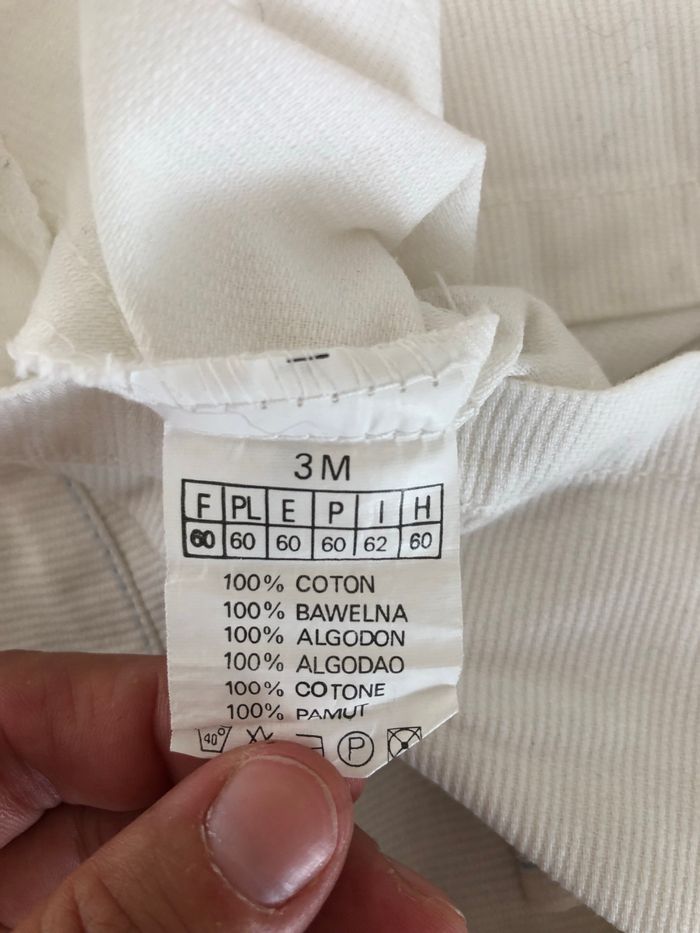 3M
F PL E P I H
60 60 60 60 62 60
100% COTON
100% BAWELNA
100% ALGODON
100% ALGODAO
100% COTONE
100% PAMUT
40° P